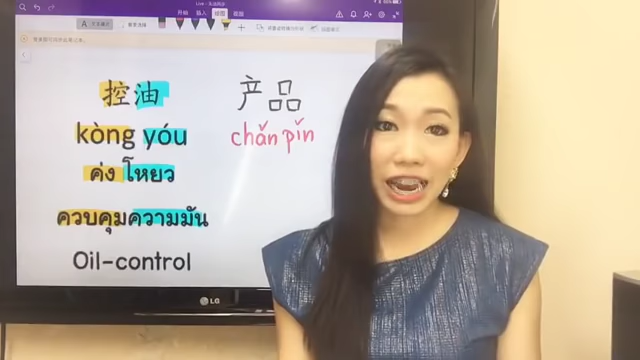 控油
kòng yóu
ค่ง โหยว
ควบคุมความมัน
Oil-control
产品
chǎn pǐn
LG